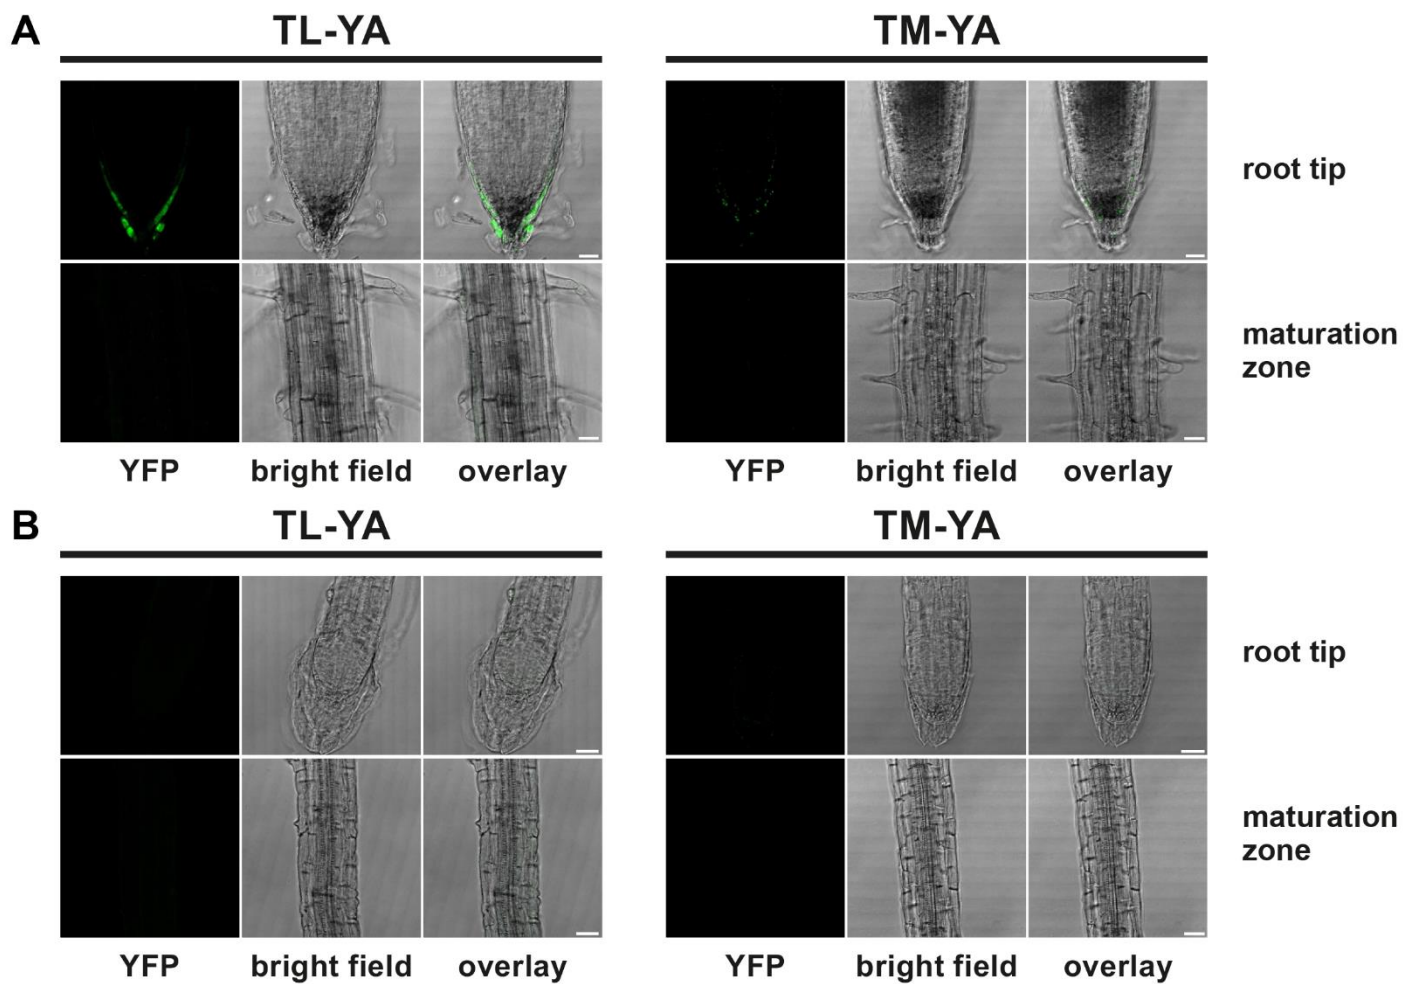 A
TL-YA
TM-YA
root tip
maturation
zone
YFP
bright field
overlay
YFP
bright field
overlay
B
TL-YA
TM-YA
root tip
maturation
zone
YFP
bright field
overlay
YFP
bright field
overlay